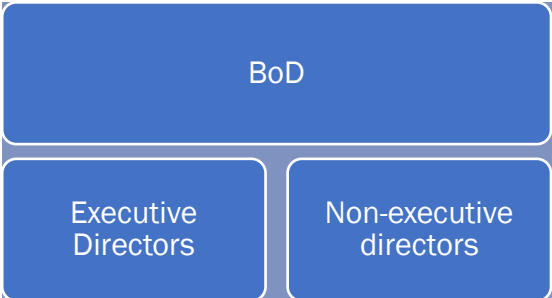 BoD
Executive
Directors
Non-executive
directors